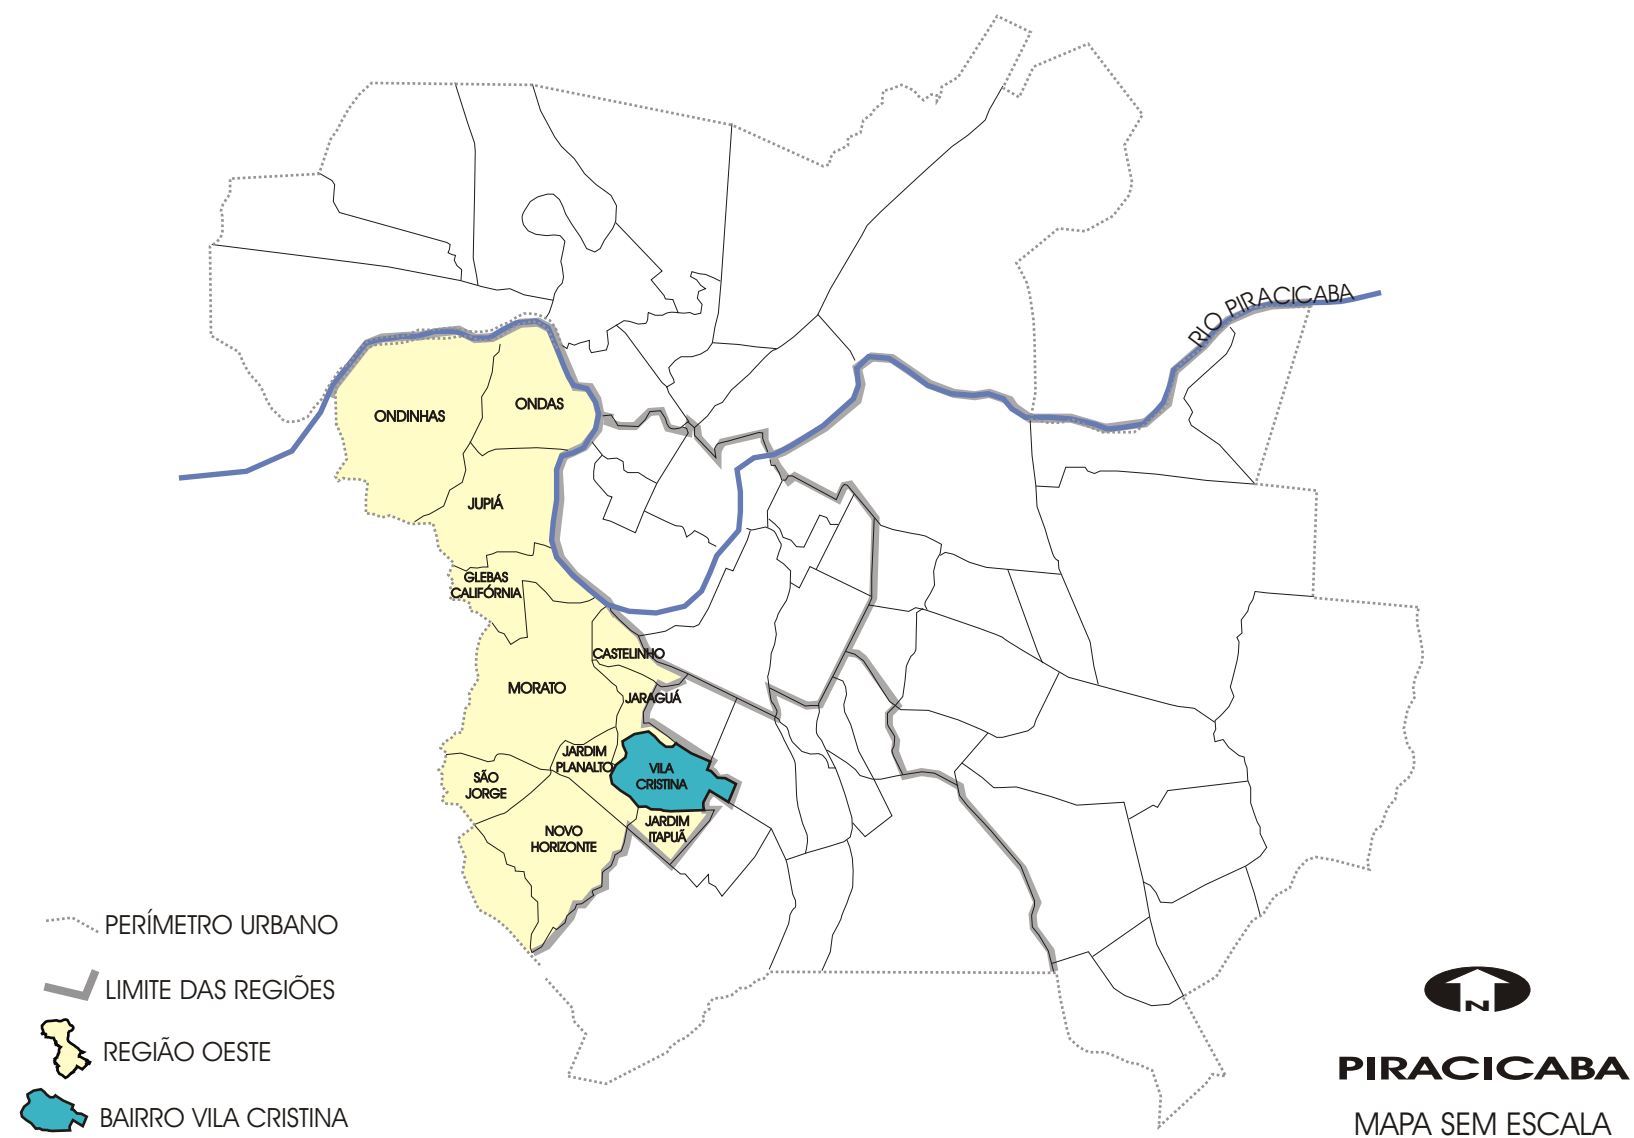 RIO PIRACICABA
ONDINHAS
ONDAS
JUPIÁ
GLEBAS
CALIFÓRNIA
CASTELINHO
MORATO
JARAGUÁ
JARDIM
PLANALTO
VILA
CRISTINA
SÃO
JORGE
JARDIM
ITAPUÃ
NOVO
HORIZONTE
PERÍMETRO URBANO
LIMITE DAS REGIÕES
REGIÃO OESTE
BAIRRO VILA CRISTINA
N
PIRACICABA
MAPA SEM ESCALA